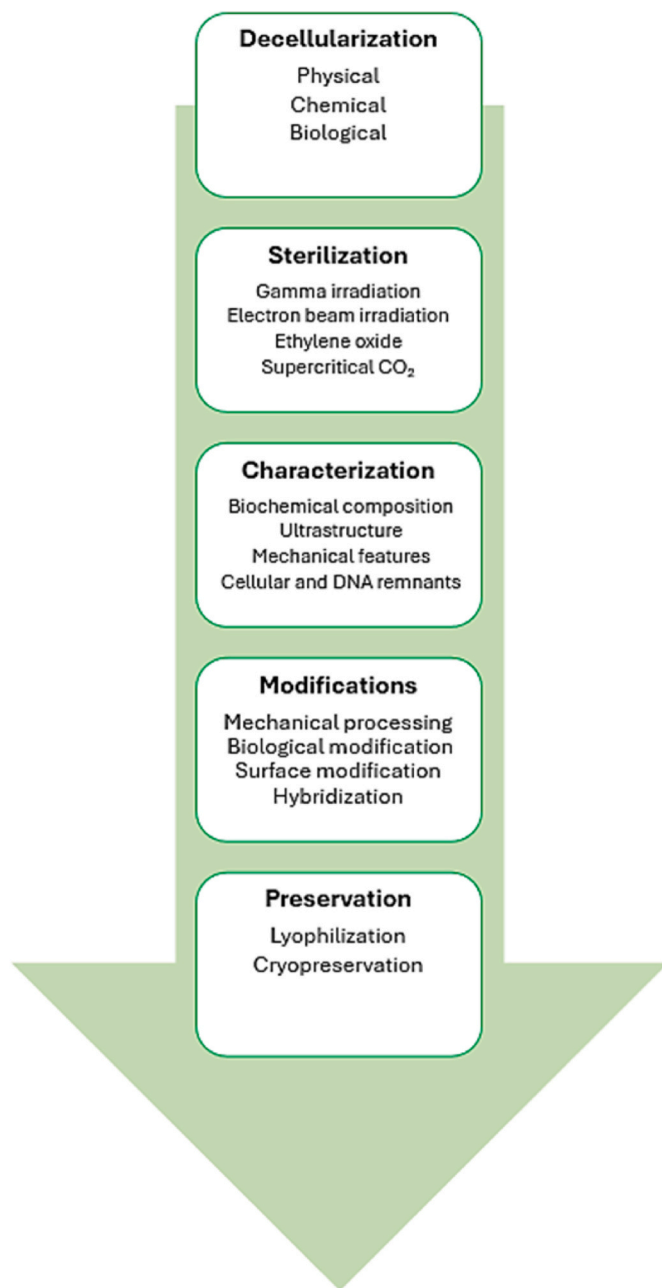 Decellularization
Physical
Chemical
Biological
Sterilization
Gamma irradiation
Electron beam irradiation
Ethylene oxide
Supercritical CO₂
Characterization
Biochemical composition
Ultrastructure
Mechanical features
Cellular and DNA remnants
Modifications
Mechanical processing
Biological modification
Surface modification
Hybridization
Preservation
Lyophilization
Cryopreservation